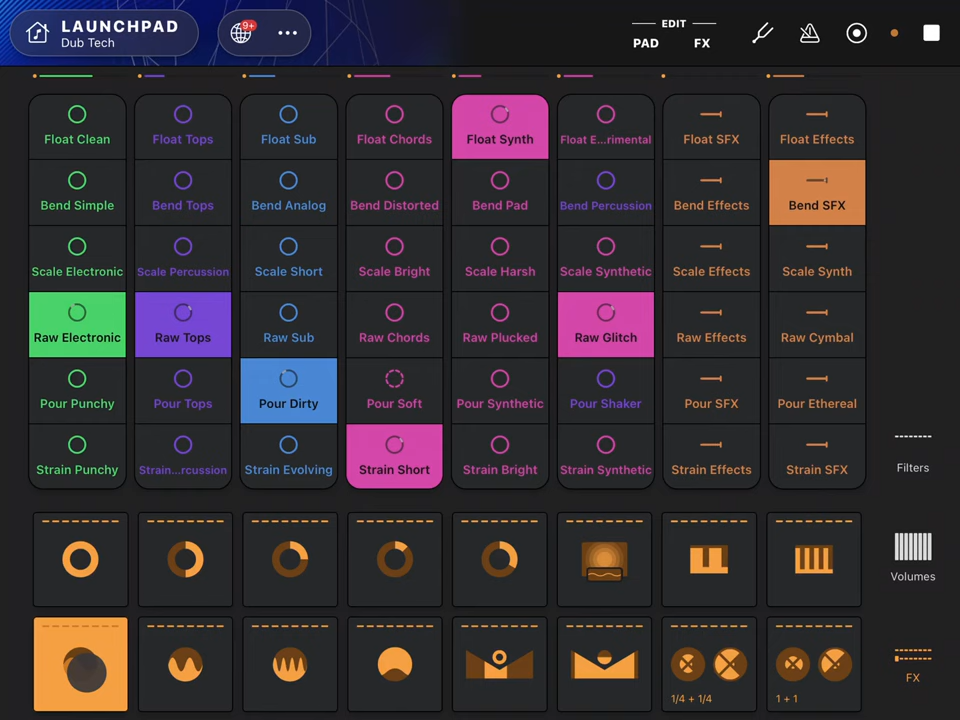 LAUNCHPAD
Dub Tech
9+
EDIT
PAD FX
Float Clean Float Tops Float Sub Float Chords Float Synth Float E...rimental Float SFX Float Effects
Bend Simple Bend Tops Bend Analog Bend Distorted Bend Pad Bend Percussion Bend Effects Bend SFX
Scale Electronic Scale Percussion Scale Short Scale Bright Scale Harsh Scale Synthetic Scale Effects Scale Synth
Raw Electronic Raw Tops Raw Sub Raw Chords Raw Plucked Raw Glitch Raw Effects Raw Cymbal
Pour Punchy Pour Tops Pour Dirty Pour Soft Pour Synthetic Pour Shaker Pour SFX Pour Ethereal
Strain Punchy Strain...rcussion Strain Evolving Strain Short Strain Bright Strain Synthetic Strain Effects Strain SFX
Filters
Volumes
FX
1/4 + 1/4 1 + 1